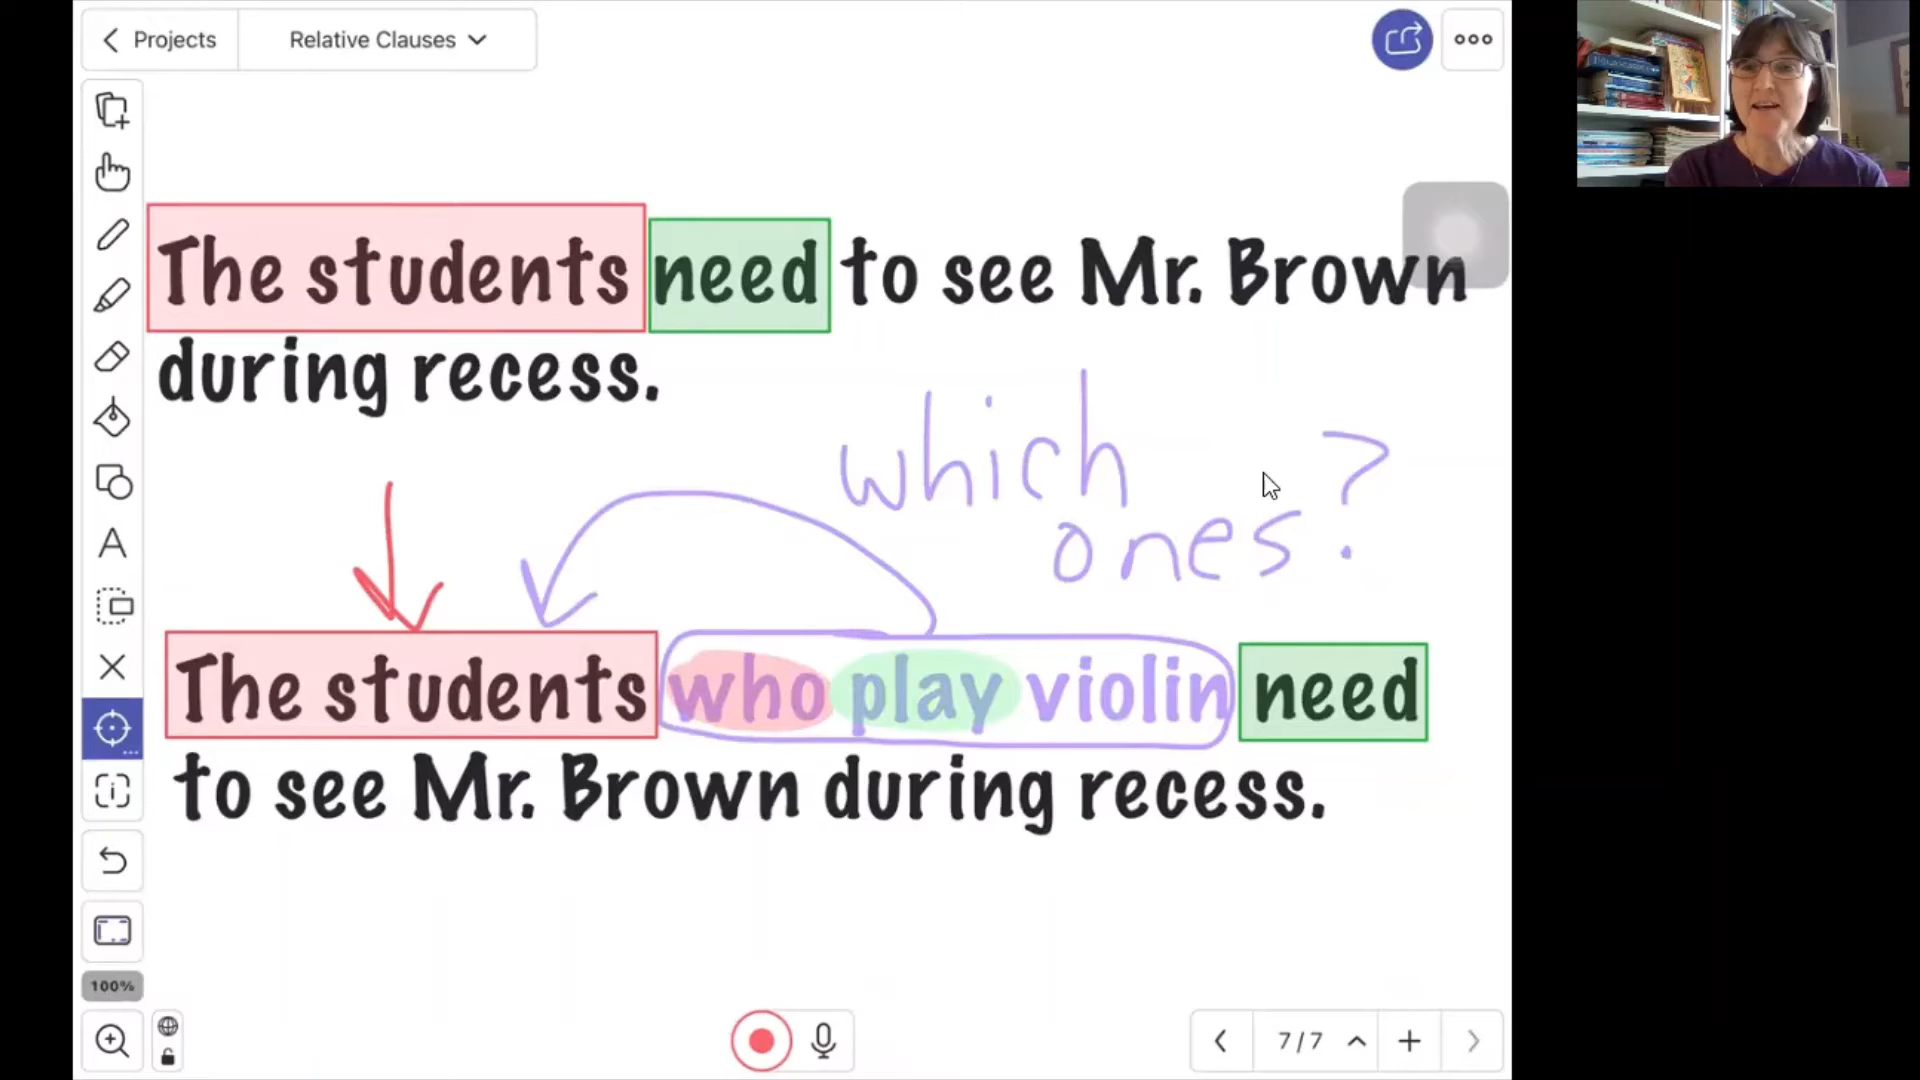 Projects
Relative Clauses
The students need to see Mr. Brown
during recess.
which
ones?
The students who play violin need
to see Mr. Brown during recess.
100%
7/7